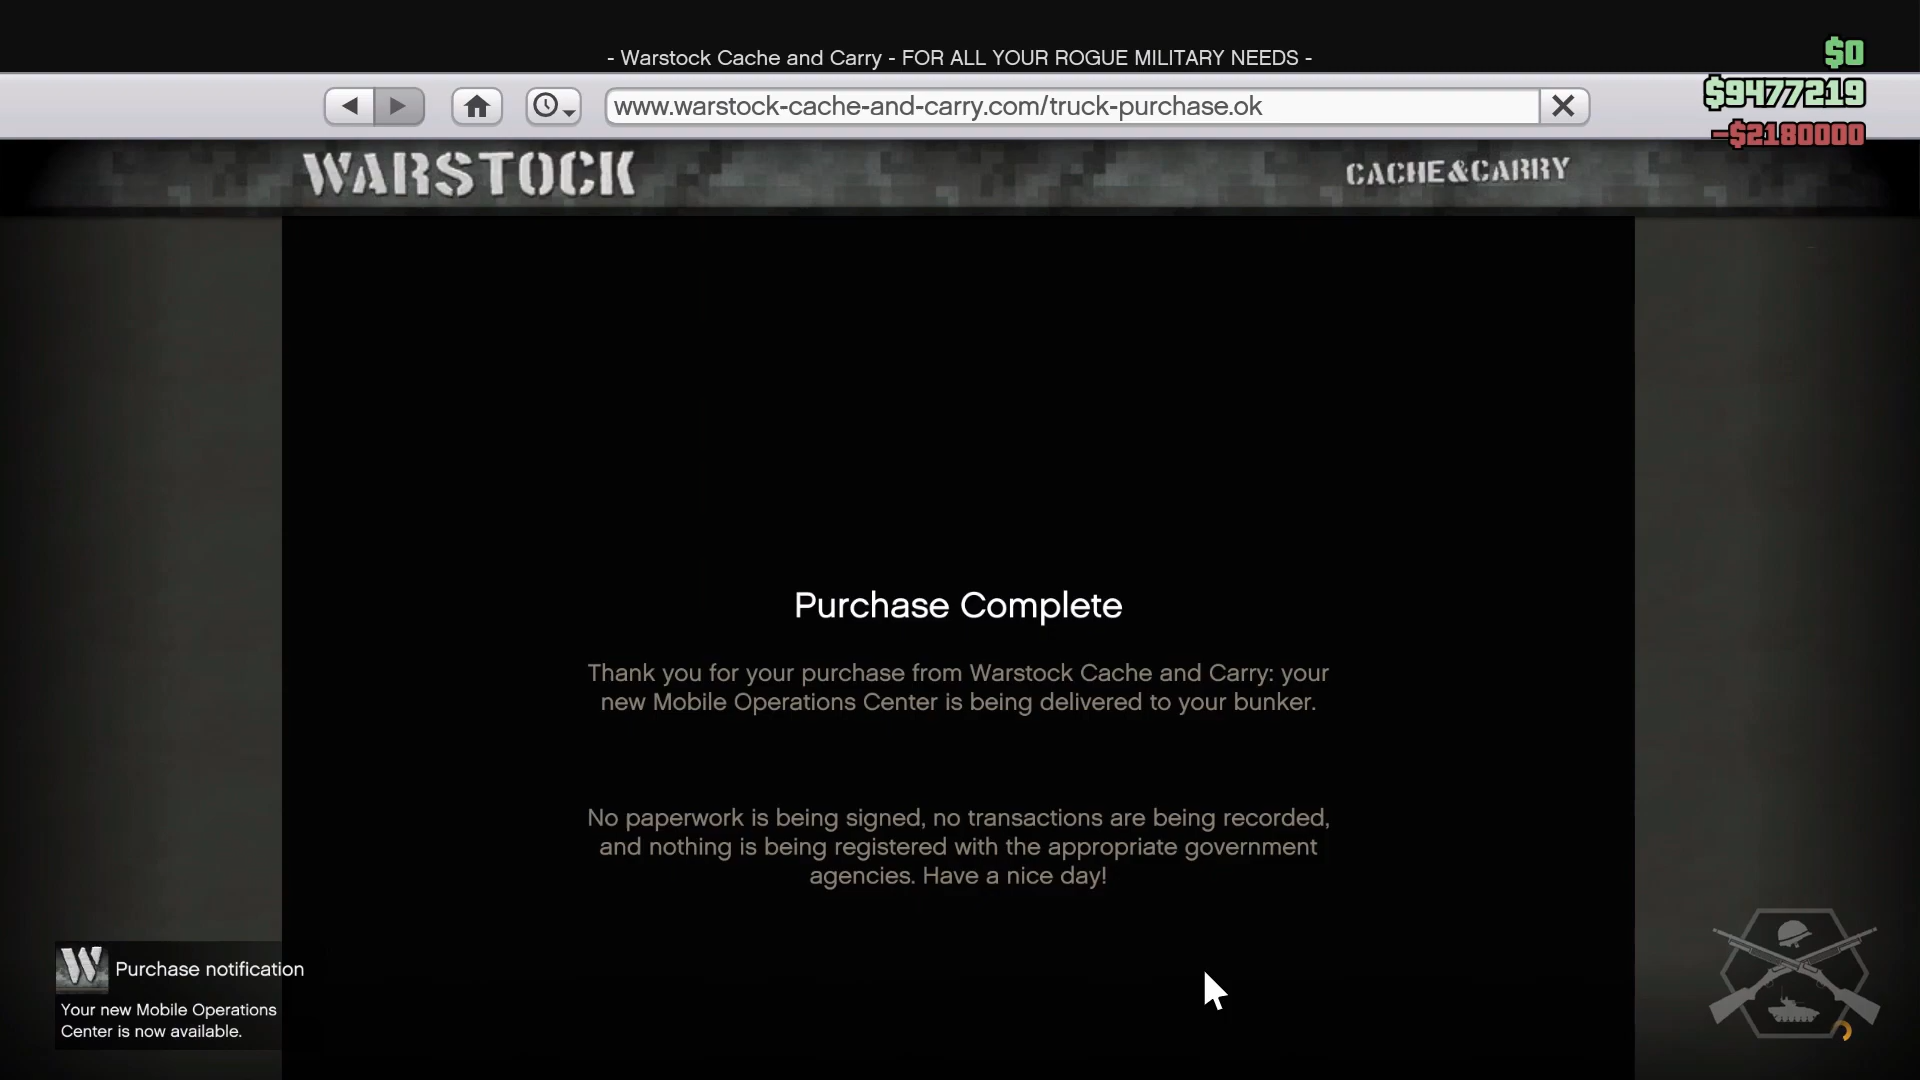 - Warstock Cache and Carry - FOR ALL YOUR ROGUE MILITARY NEEDS -
$0
www.warstock-cache-and-carry.com/truck-purchase.ok
$9477219
-$2180000
WARSTOCK
CACHE&CARRY
Purchase Complete
Thank you for your purchase from Warstock Cache and Carry: your
new Mobile Operations Center is being delivered to your bunker.
No paperwork is being signed, no transactions are being recorded,
and nothing is being registered with the appropriate government
agencies. Have a nice day!
W
Purchase notification
Your new Mobile Operations
Center is now available.